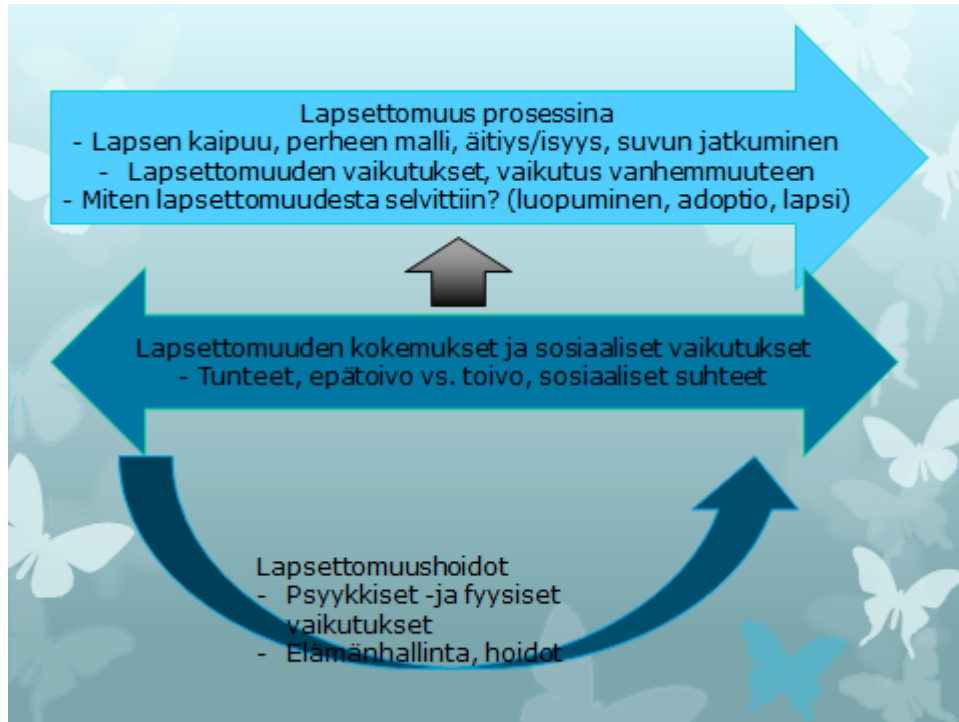 Lapsettomuus prosessina
- Lapsen kaipuu, perheen malli, äitiys/isyys, suvun jatkuminen
- Lapsettomuuden vaikutukset, vaikutus vanhemmuuteen
- Miten lapsettomuudesta selvittiin? (luopuminen, adoptio, lapsi)
Lapsettomuuden kokemukset ja sosiaaliset vaikutukset
- Tunteet, epätoivo vs. toivo, sosiaaliset suhteet
Lapsettomuushoidot
- Psyykkiset -ja fyysiset
vaikutukset
- Elämänhallinta, hoidot